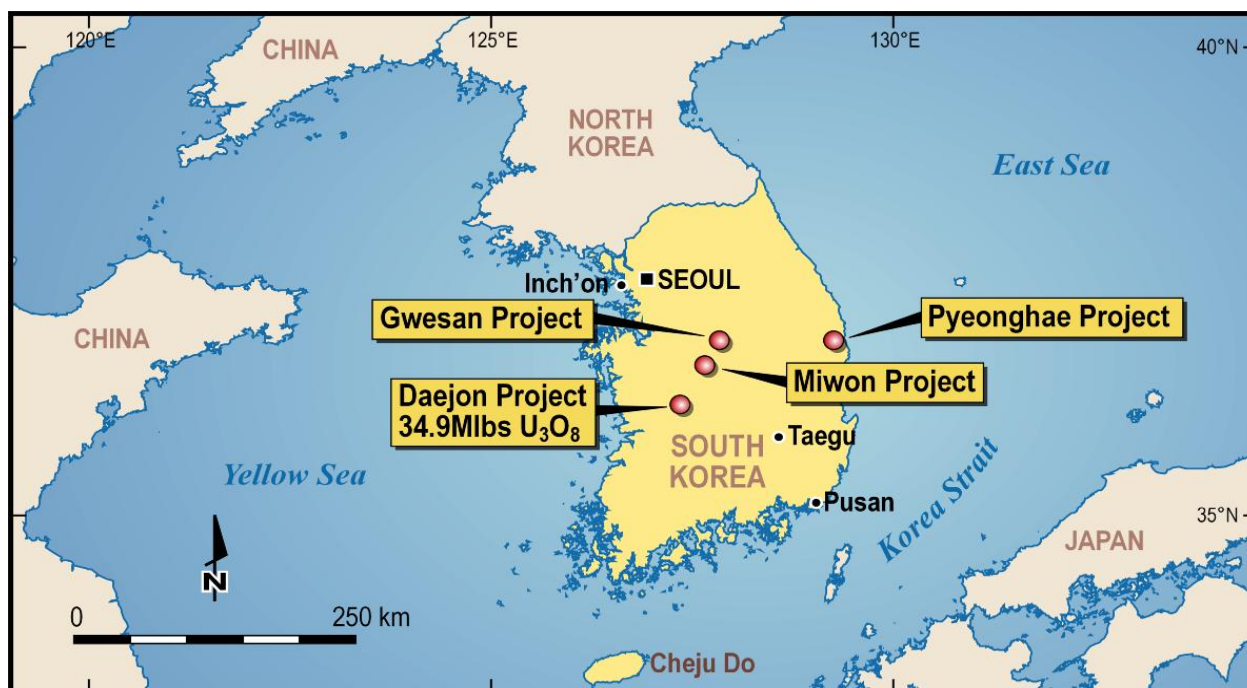 120°E
125°E
130°E
40°N
CHINA
NORTH
KOREA
East Sea
Inch'on
SEOUL
Gwesan Project
Pyeonghae Project
CHINA
Miwon Project
Daejon Project
34.9Mlbs U₃O₈
Taegu
SOUTH
KOREA
Yellow Sea
Pusan
Korea Strait
35°N
JAPAN
N
0 250 km
Cheju Do